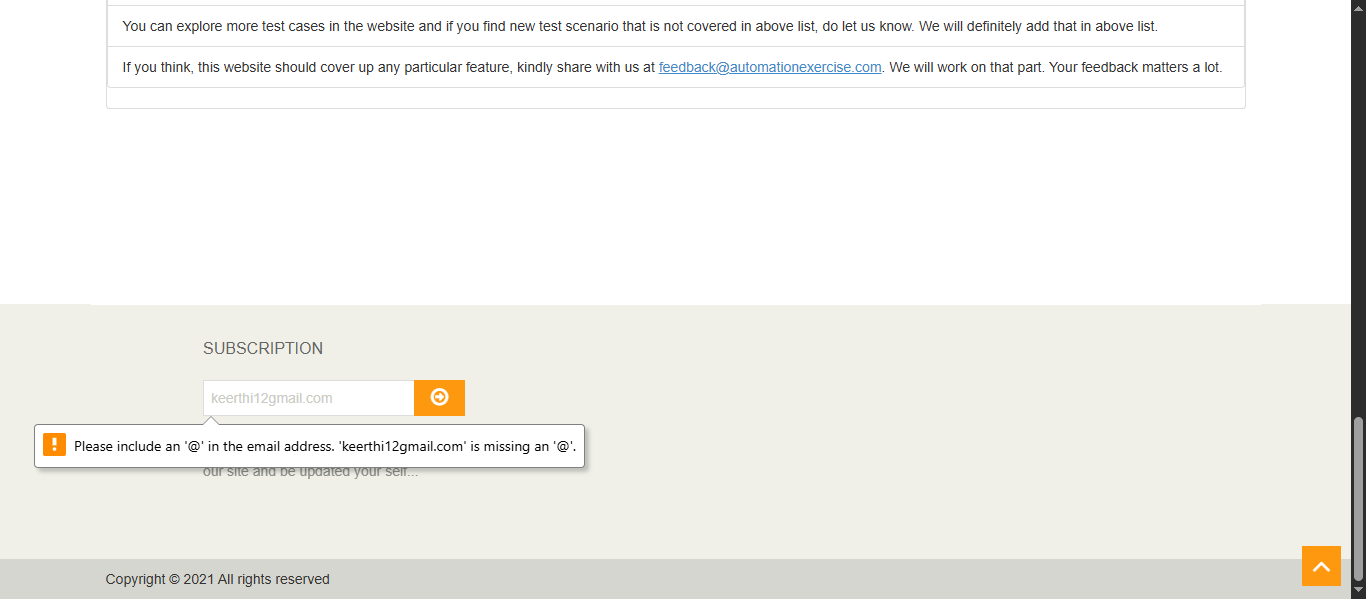 You can explore more test cases in the website and if you find new test scenario that is not covered in above list, do let us know. We will definitely add that in above list.
If you think, this website should cover up any particular feature, kindly share with us at feedback@automationexercise.com. We will work on that part. Your feedback matters a lot.
SUBSCRIPTION
keerthi12gmail.com
! Please include an '@' in the email address. 'keerthi12gmail.com' is missing an '@'.
our site and be updated your self...
Copyright © 2021 All rights reserved